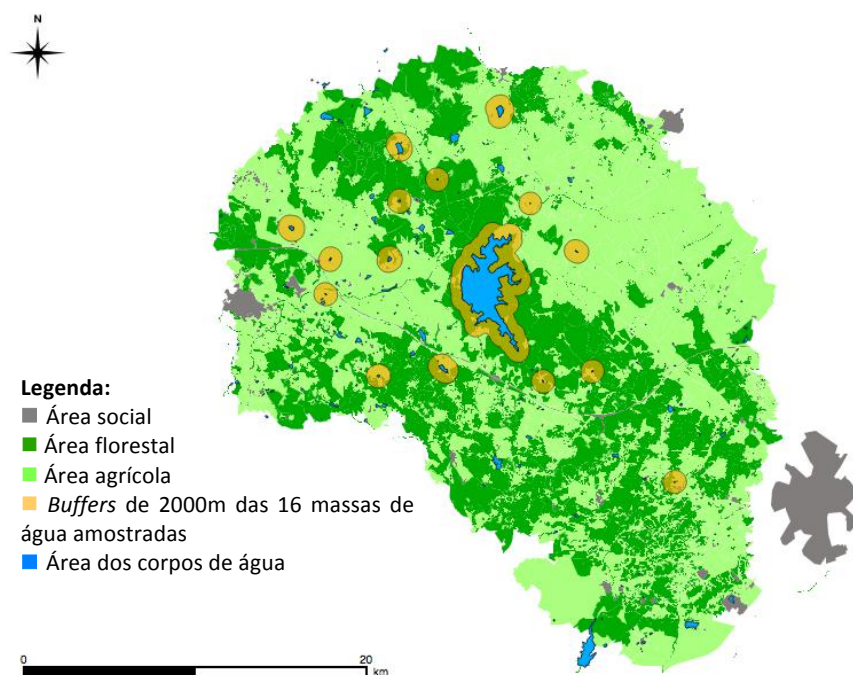 N
Legenda:
Área social
Área florestal
Área agrícola
Buffers de 2000m das 16 massas de
água amostradas
Área dos corpos de água
0 20
km